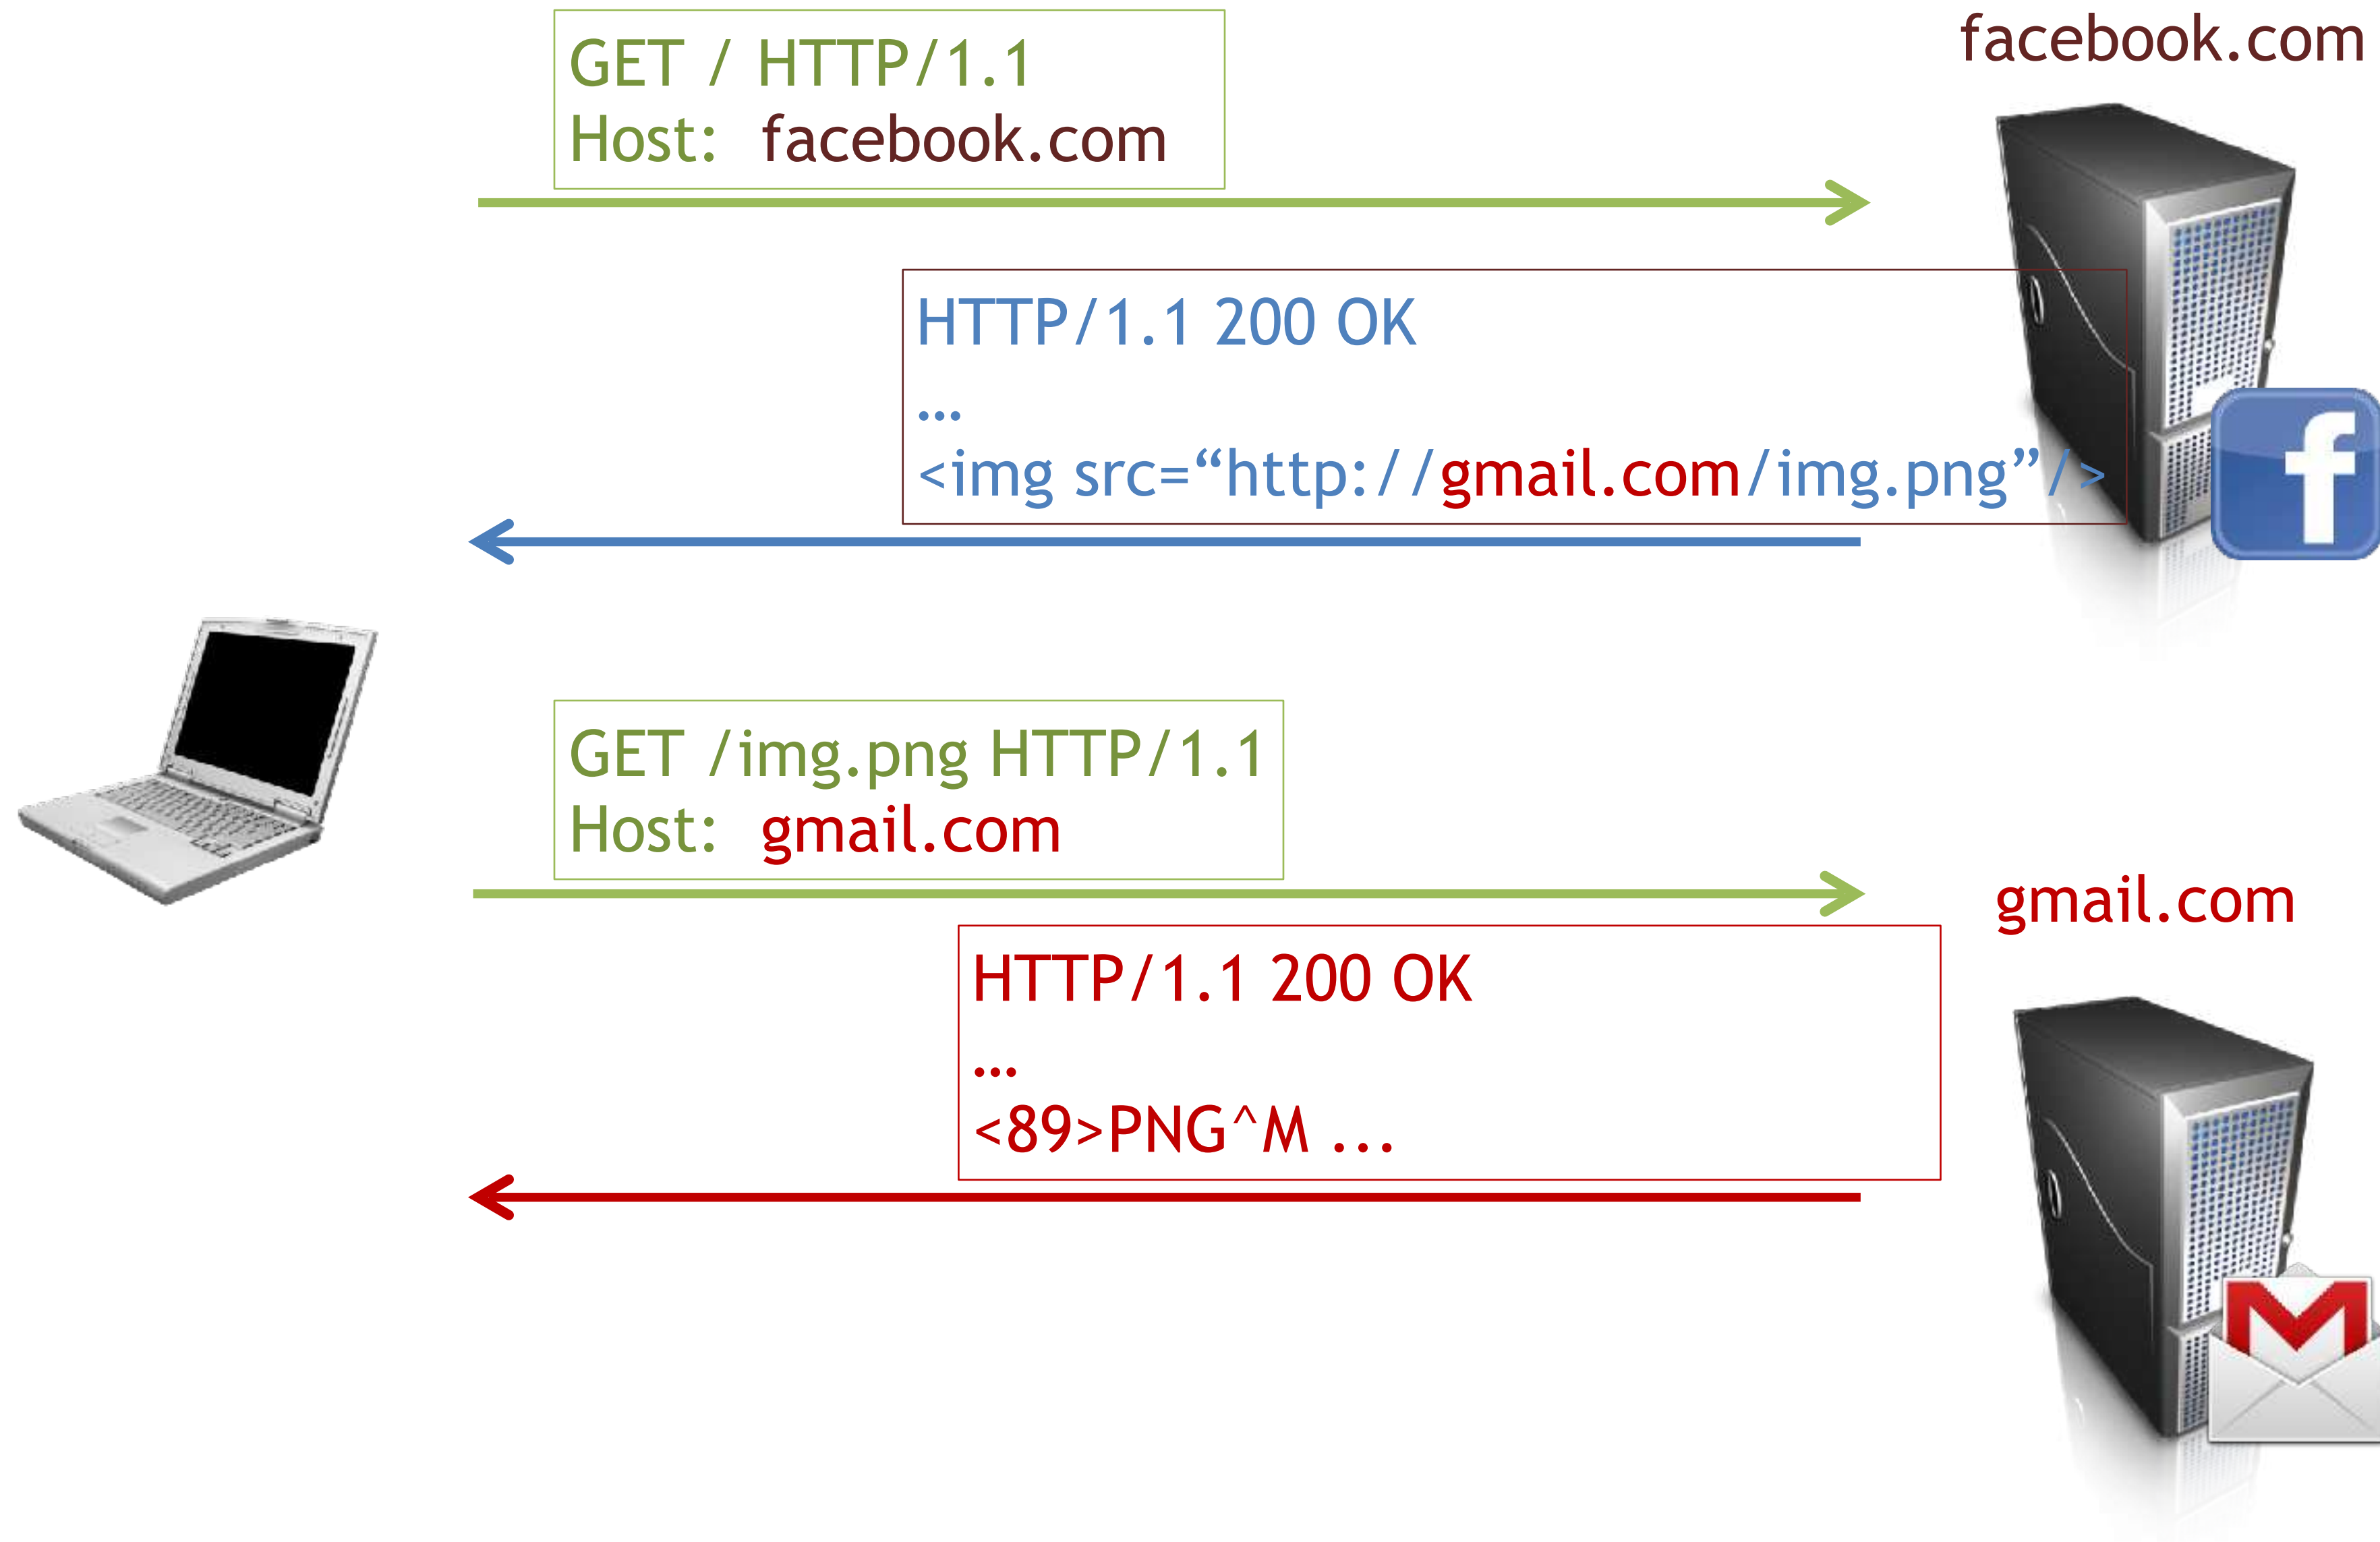 facebook.com
GET / HTTP/1.1
Host: facebook.com
HTTP/1.1 200 OK
…
<img src=“http://gmail.com/img.png”/>
f
GET /img.png HTTP/1.1
Host: gmail.com
gmail.com
HTTP/1.1 200 OK
…
<89>PNG^M ...
M